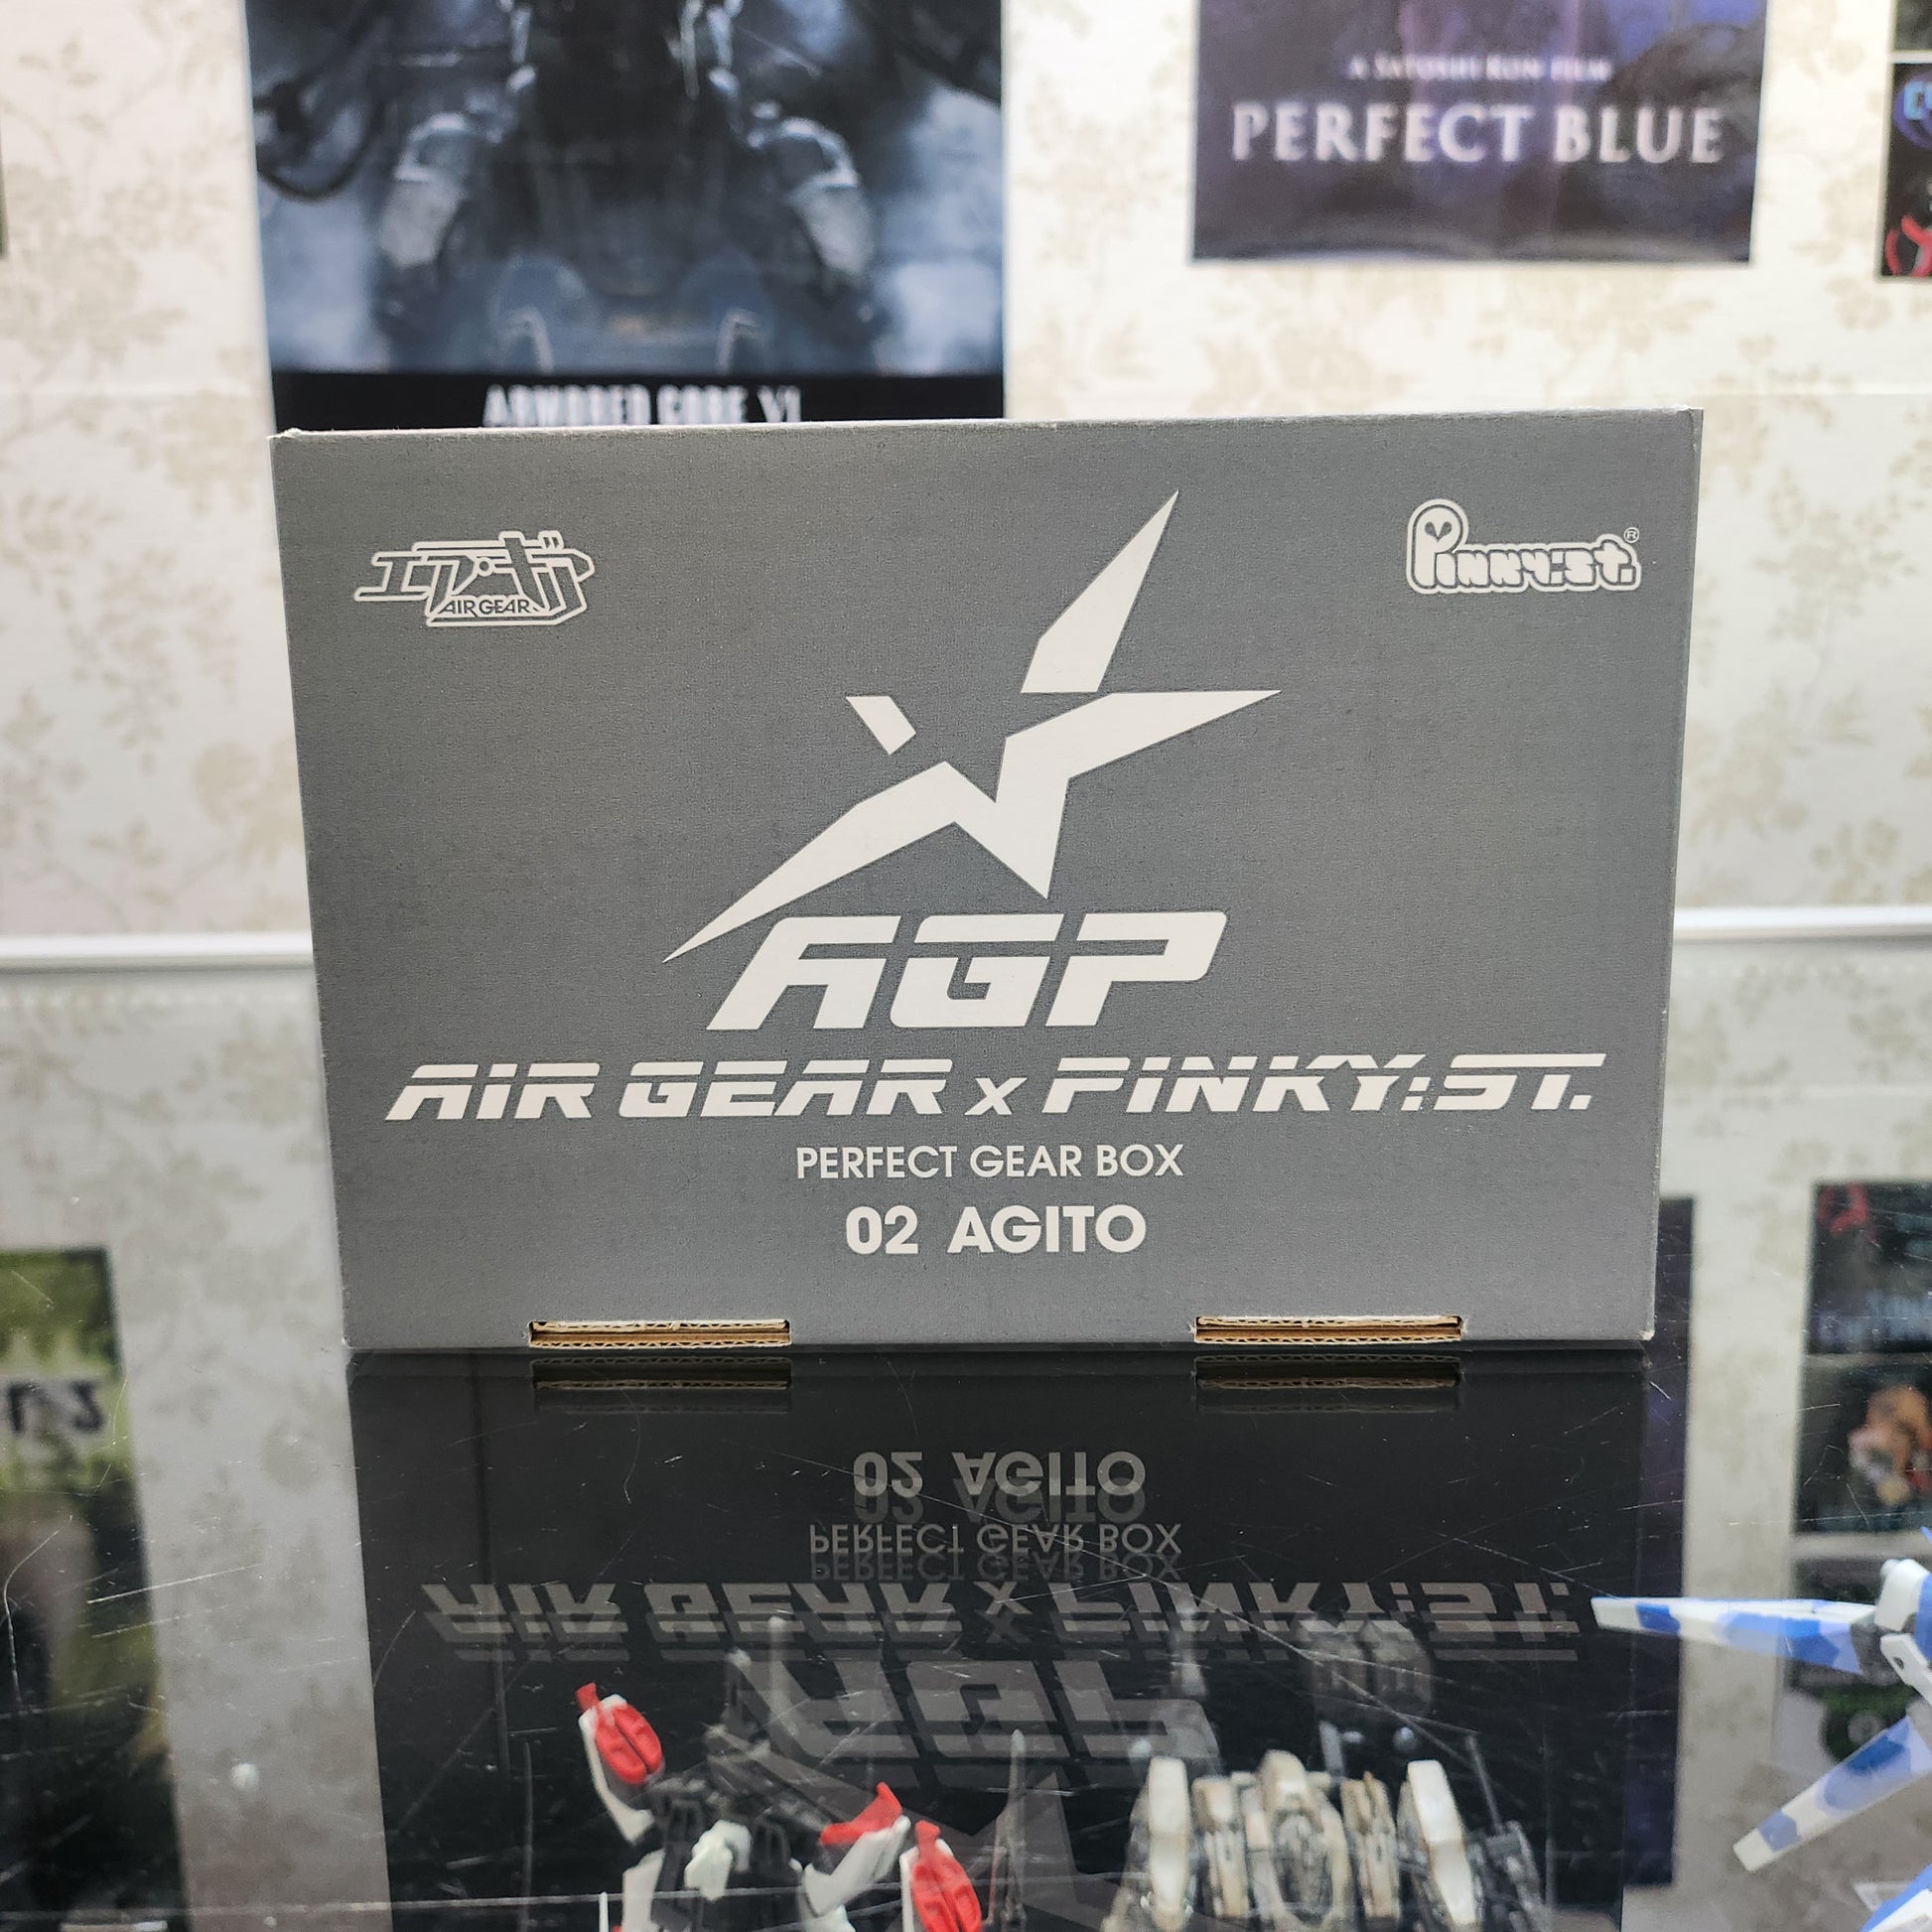 A SATOSHI KON FILM
PERFECT BLUE
ARMORED CORE VI
エア・ギア
AIR GEAR
Pinky:st.®
AGP
AIR GEAR x PINKY:ST.
PERFECT GEAR BOX
02 AGITO